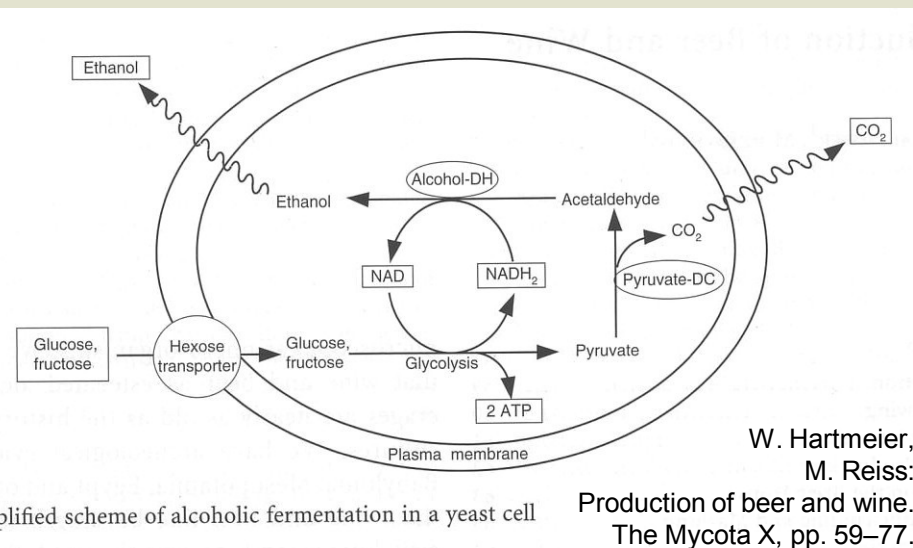 Ethanol
CO2
Alcohol-DH
Ethanol
Acetaldehyde
CO2
NAD
NADH2
Pyruvate-DC
Glucose,
fructose
Hexose
transporter
Glucose,
fructose
Glycolysis
Pyruvate
2 ATP
Plasma membrane
plified scheme of alcoholic fermentation in a yeast cell
W. Hartmeier,
M. Reiss:
Production of beer and wine.
The Mycota X, pp. 59–77.